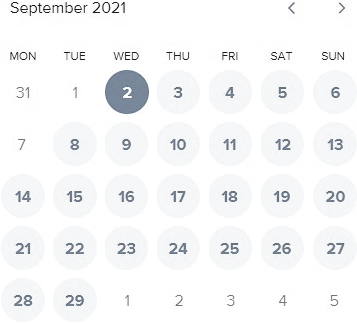 September 2021
MON TUE WED THU FRI SAT SUN
31 1 2 3 4 5 6
7 8 9 10 11 12 13
14 15 16 17 18 19 20
21 22 23 24 25 26 27
28 29 1 2 3 4 5